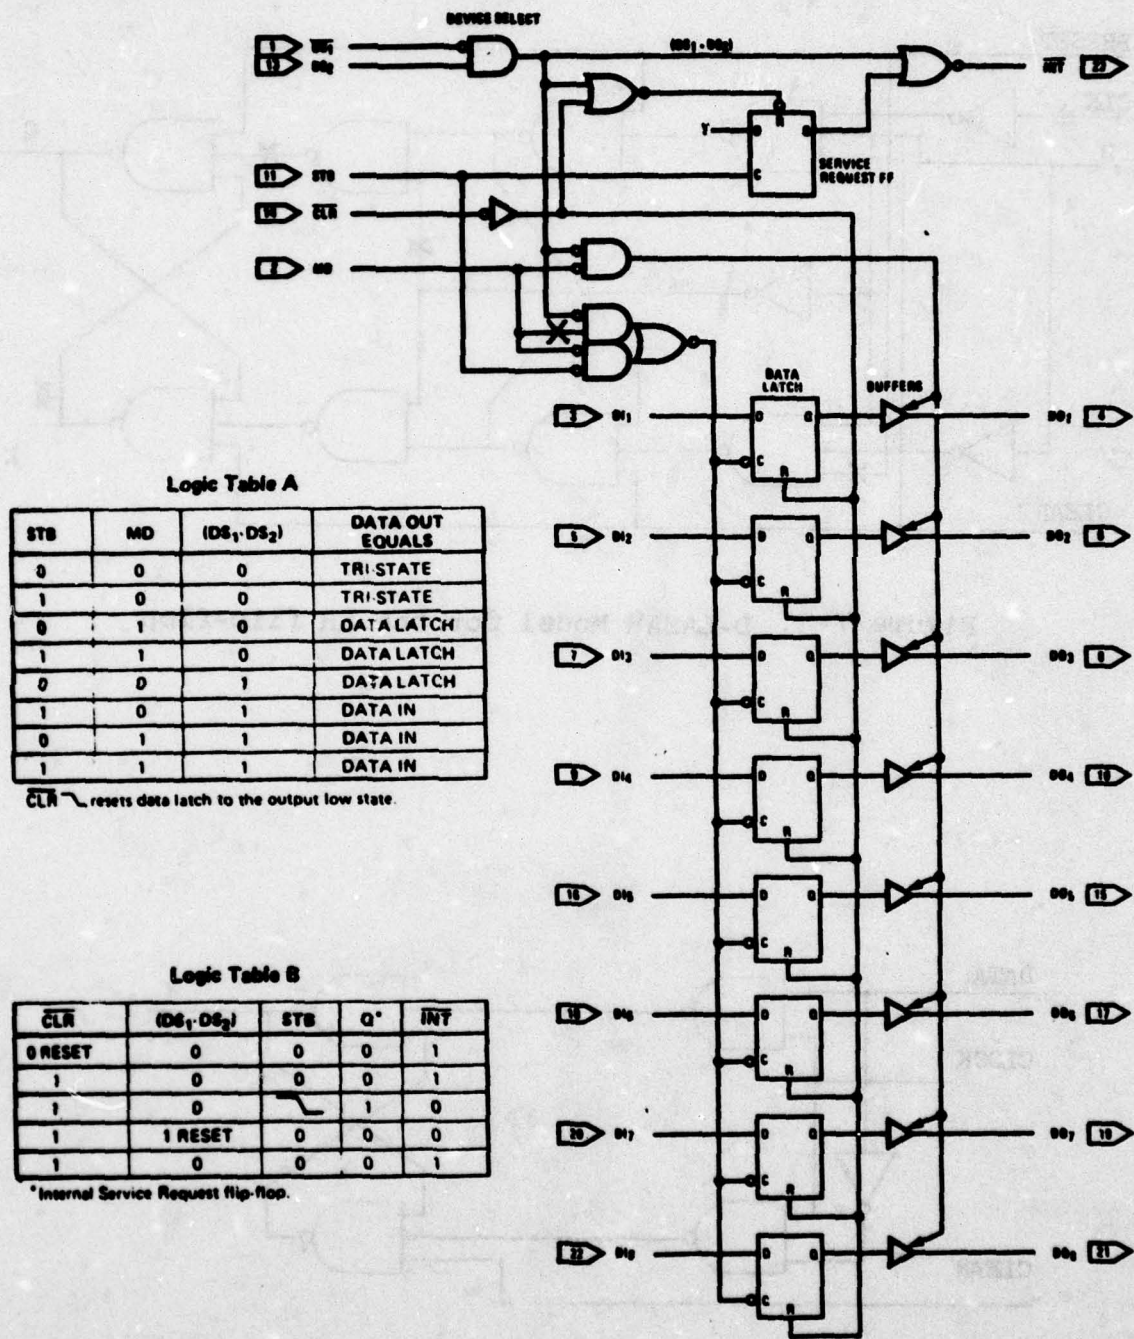 DEVICE SELECT
1 DS1
13 DS2
(DS1·DS2)
INT 23
R
D Q
C
SERVICE
REQUEST FF
11 STB
14 CLR
2 MD
DATA
LATCH
BUFFERS
3 DI1 D Q C R DO1 4
5 DI2 D Q C R DO2 6
7 DI3 D Q C R DO3 8
9 DI4 D Q C R DO4 10
16 DI5 D Q C R DO5 15
18 DI6 D Q C R DO6 17
20 DI7 D Q C R DO7 19
22 DI8 D Q C R DO8 21
Logic Table A
STB MD (DS1·DS2) DATA OUT
EQUALS
0 0 0 TRI-STATE
1 0 0 TRI-STATE
0 1 0 DATA LATCH
1 1 0 DATA LATCH
0 0 1 DATA LATCH
1 0 1 DATA IN
0 1 1 DATA IN
1 1 1 DATA IN
CLR resets data latch to the output low state.
Logic Table B
CLR (DS1·DS2) STB Q* INT
0 RESET 0 0 0 1
1 0 0 0 1
1 0 1 0
1 1 RESET 0 0 0
1 0 0 0 1
*Internal Service Request flip-flop.